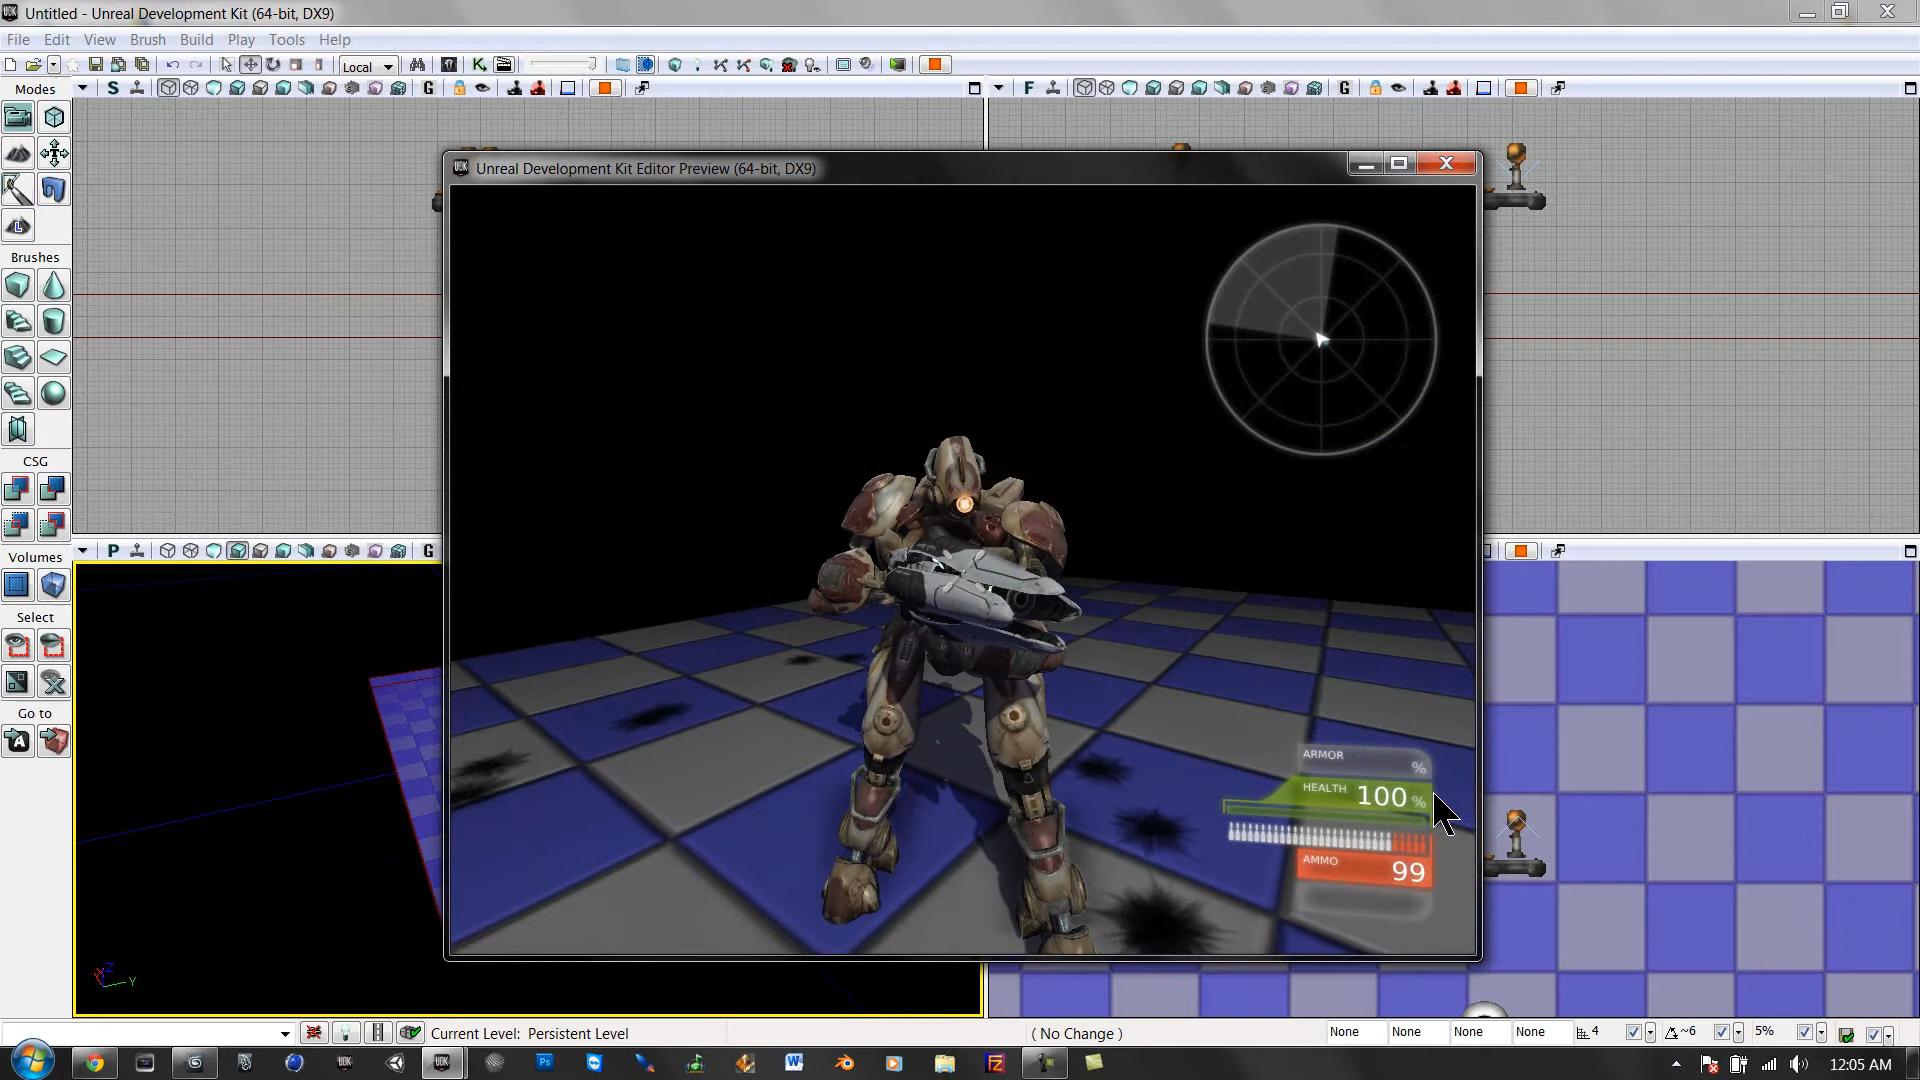 Untitled - Unreal Development Kit (64-bit, DX9)
File Edit View Brush Build Play Tools Help
Local
Modes
S
G
F
G
Unreal Development Kit Editor Preview (64-bit, DX9)
Brushes
CSG
P
G
Volumes
Select
Go to
A
ARMOR
%
HEALTH 100 %
AMMO
99
X Z Y
Current Level: Persistent Level
( No Change )
None None None None 4 ~6 5%
12:05 AM